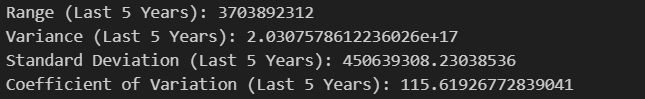 Range (Last 5 Years): 3703892312
Variance (Last 5 Years): 2.0307578612236026e+17
Standard Deviation (Last 5 Years): 450639308.23038536
Coefficient of Variation (Last 5 Years): 115.61926772839041